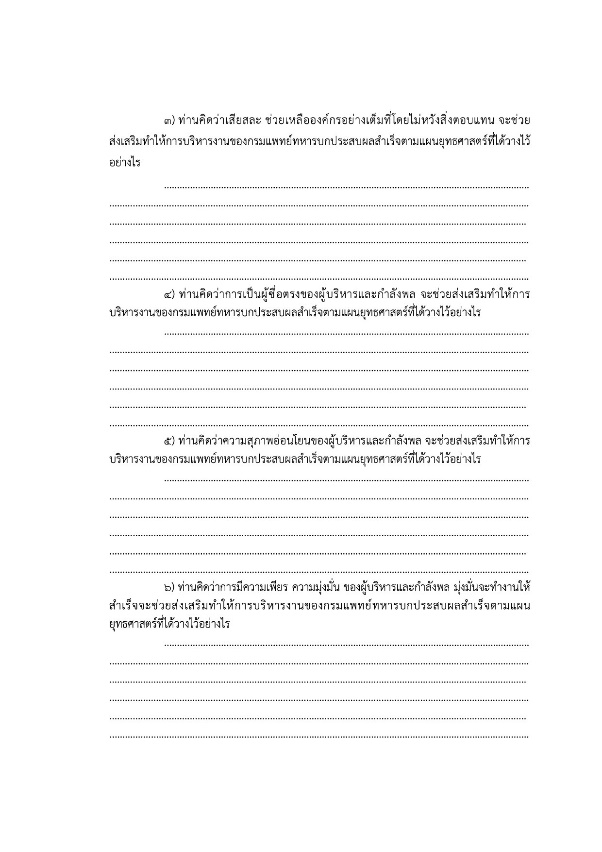 ๓) ท่านคิดว่าเสียสละ ช่วยเหลือองค์กรอย่างเต็มที่โดยไม่หวังสิ่งตอบแทน จะช่วย
ส่งเสริมทำให้การบริหารงานของกรมแพทย์ทหารบกประสบผลสำเร็จตามแผนยุทธศาสตร์ที่ได้วางไว้
อย่างไร
๔) ท่านคิดว่าการเป็นผู้ซื่อตรงของผู้บริหารและกำลังพล จะช่วยส่งเสริมทำให้การ
บริหารงานของกรมแพทย์ทหารบกประสบผลสำเร็จตามแผนยุทธศาสตร์ที่ได้วางไว้อย่างไร
๕) ท่านคิดว่าความสุภาพอ่อนโยนของผู้บริหารและกำลังพล จะช่วยส่งเสริมทำให้การ
บริหารงานของกรมแพทย์ทหารบกประสบผลสำเร็จตามแผนยุทธศาสตร์ที่ได้วางไว้อย่างไร
๖) ท่านคิดว่าการมีความเพียร ความมุ่งมั่น ของผู้บริหารและกำลังพล มุ่งมั่นจะทำงานให้
สำเร็จจะช่วยส่งเสริมทำให้การบริหารงานของกรมแพทย์ทหารบกประสบผลสำเร็จตามแผน
ยุทธศาสตร์ที่ได้วางไว้อย่างไร